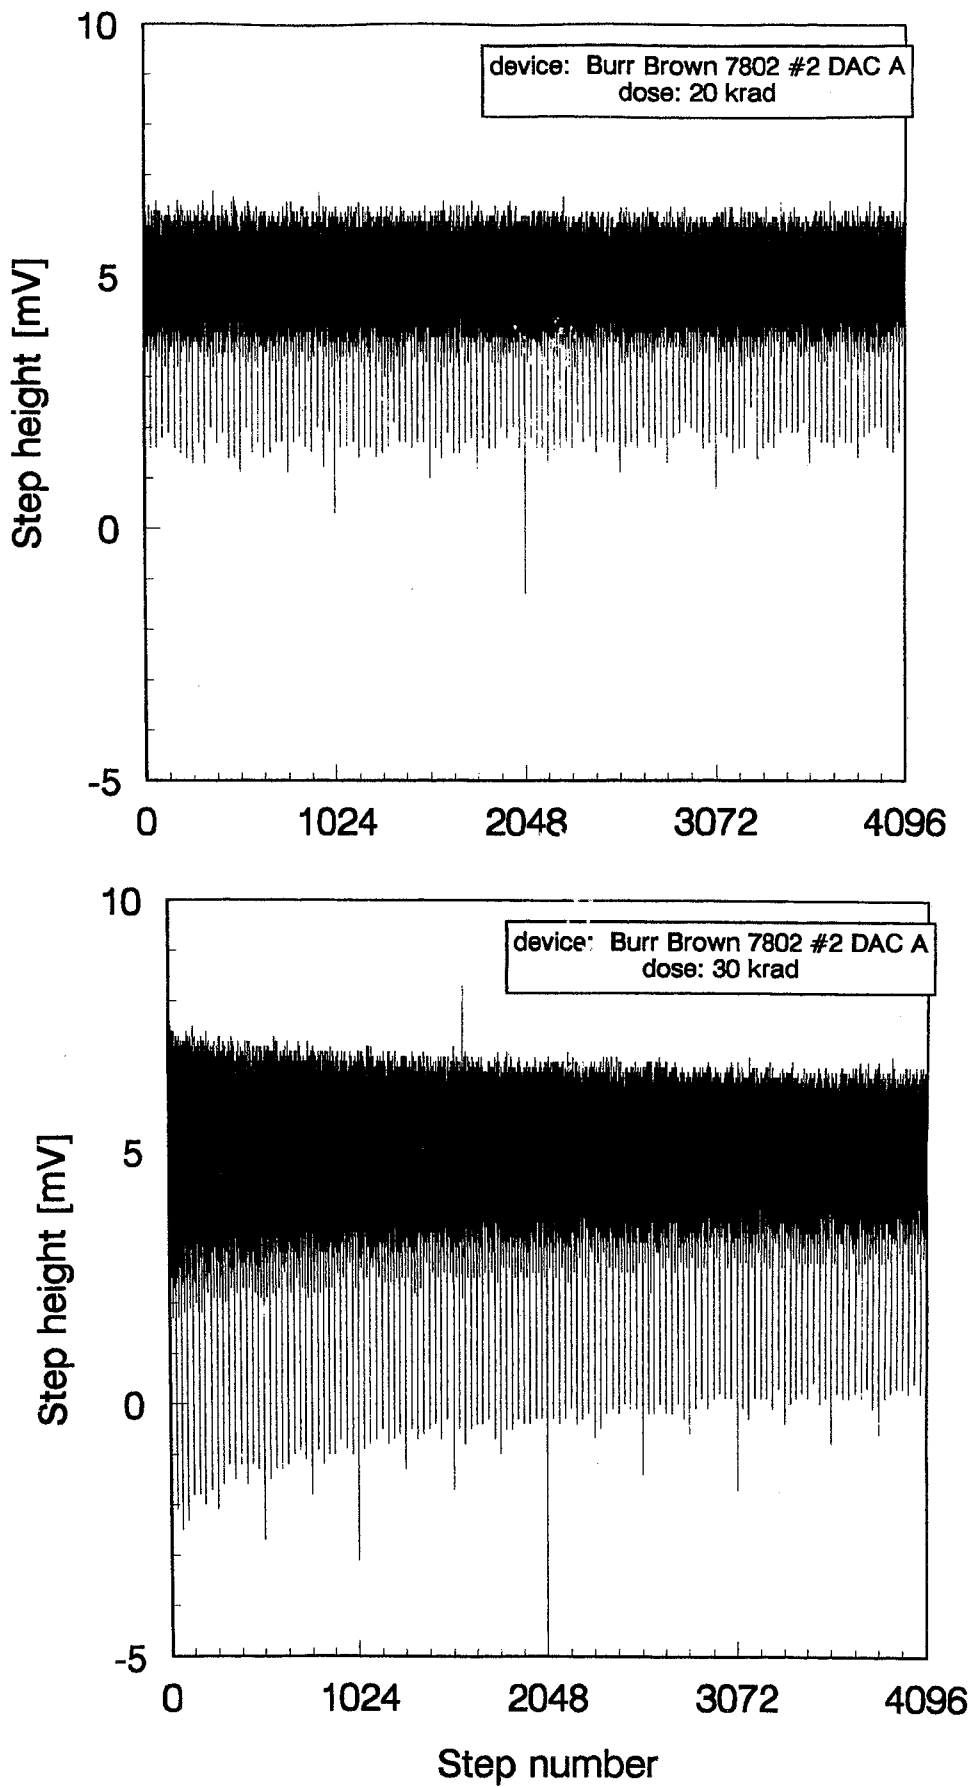 10
device: Burr Brown 7802 #2 DAC A
dose: 20 krad
5
Step height [mV]
0
-5
0 1024 2048 3072 4096
10
device: Burr Brown 7802 #2 DAC A
dose: 30 krad
5
Step height [mV]
0
-5
0 1024 2048 3072 4096
Step number